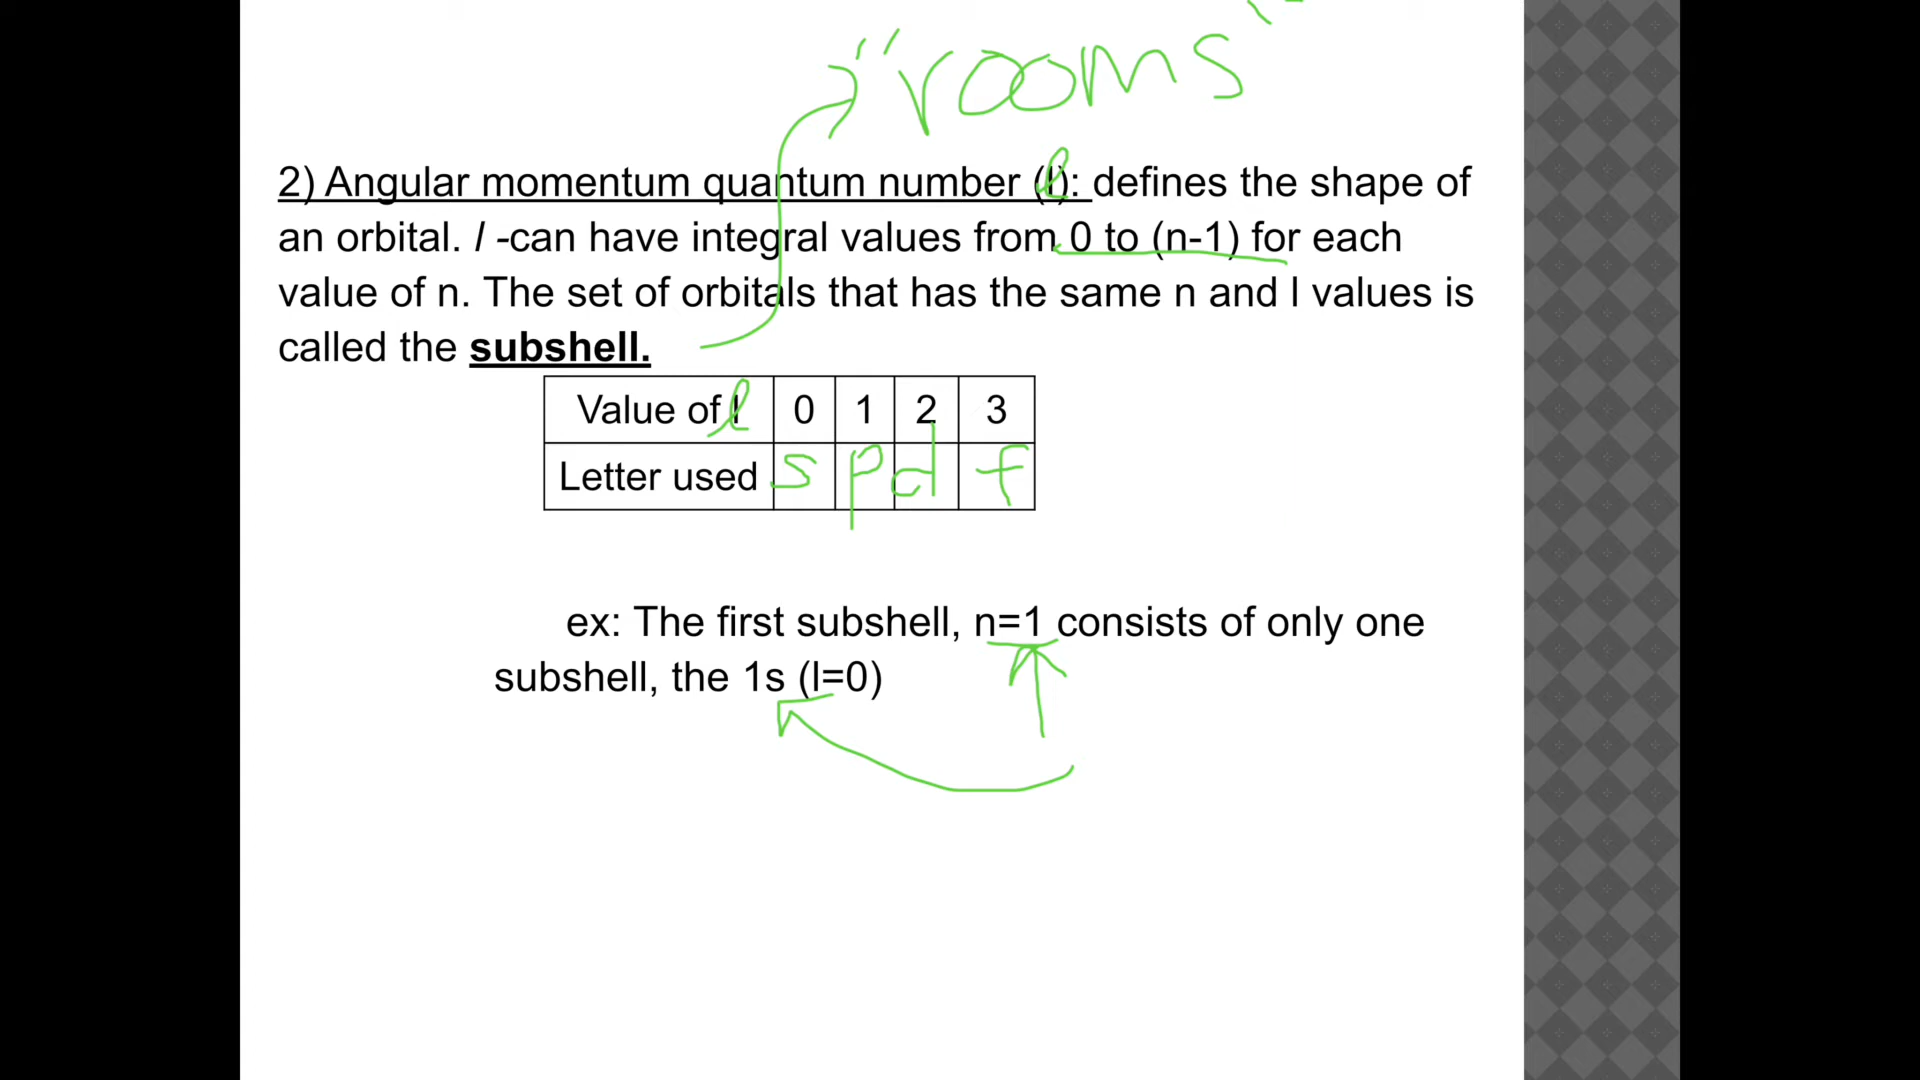 "rooms"
2) Angular momentum quantum number (l): defines the shape of
an orbital. l -can have integral values from 0 to (n-1) for each
value of n. The set of orbitals that has the same n and l values is
called the subshell.
Value of l 0 1 2 3
Letter used s p d f
ex: The first subshell, n=1 consists of only one
subshell, the 1s (l=0)